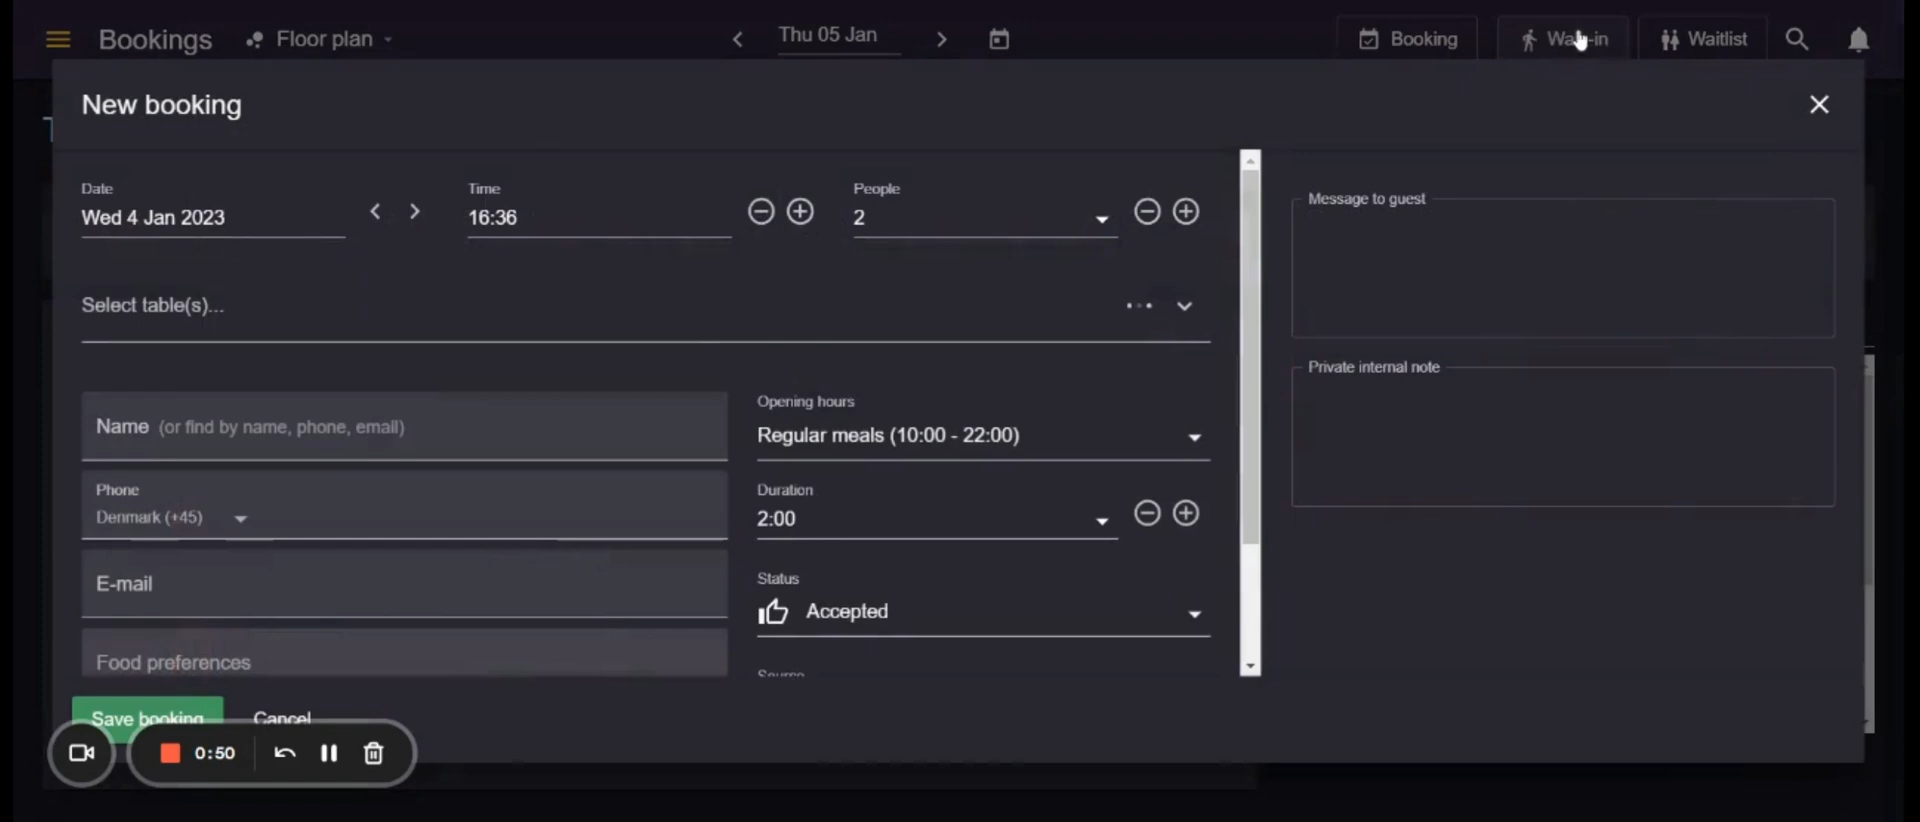 Bookings Floor plan Thu 05 Jan Booking Waitlist
New booking
Date Time People
Wed 4 Jan 2023 16:36 2
Message to guest
Select table(s)...
Private internal note
Opening hours
Name (or find by name, phone, email) Regular meals (10:00 - 22:00)
Phone Duration
Denmark (+45) 2:00
E-mail Status
Accepted
Food preferences
Source
Save booking Cancel
0:50